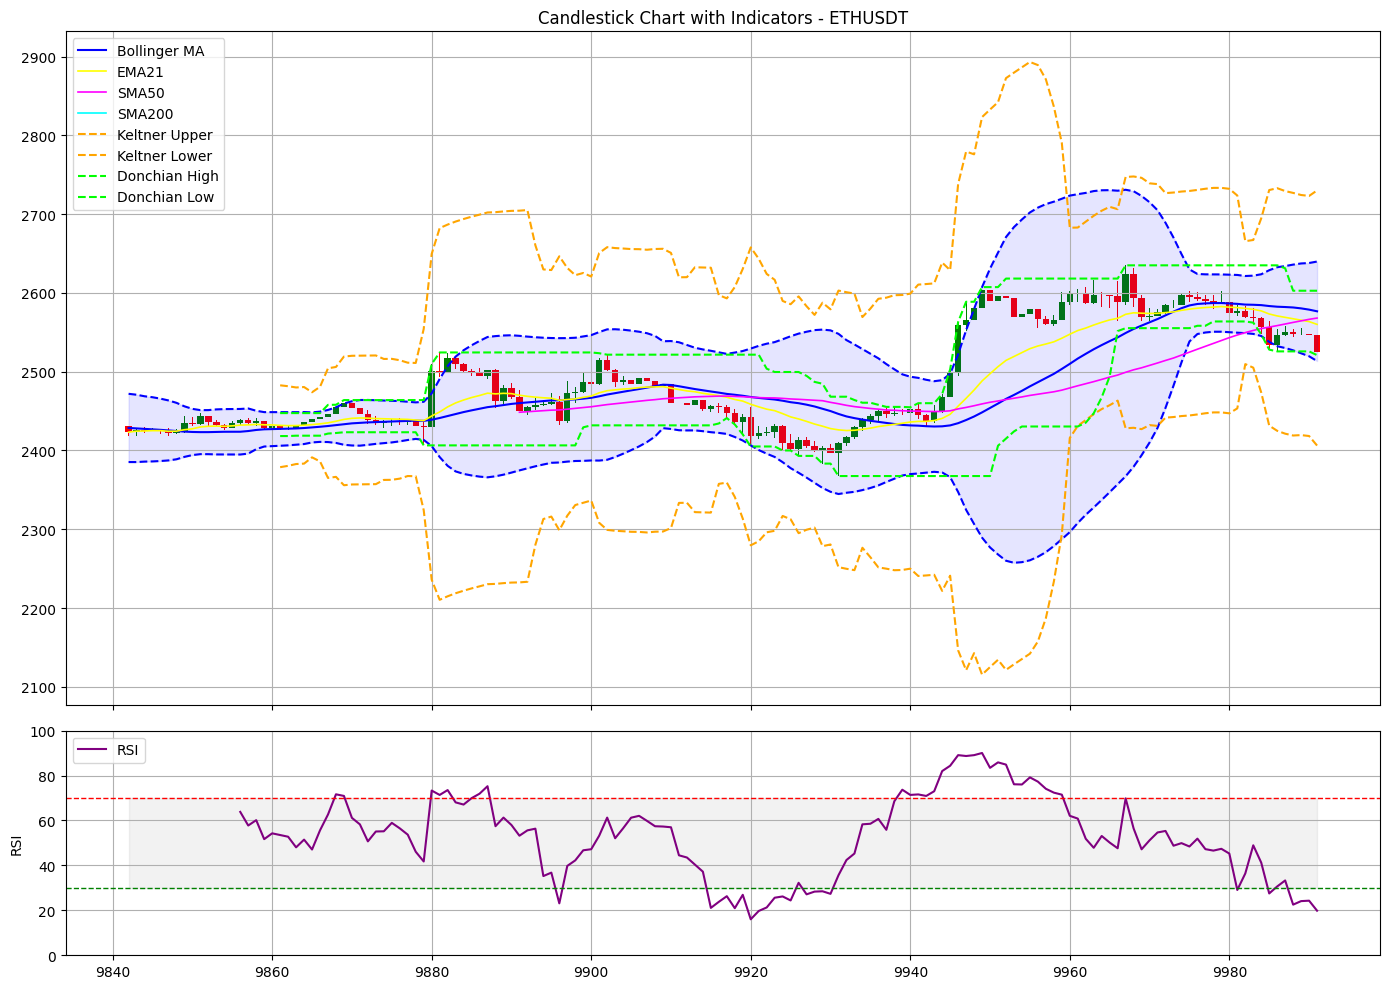 Candlestick Chart with Indicators - ETHUSDT
Bollinger MA
EMA21
SMA50
SMA200
Keltner Upper
Keltner Lower
Donchian High
Donchian Low
2900
2800
2700
2600
2500
2400
2300
2200
2100
RSI
RSI
100
80
60
40
20
0
9840
9860
9880
9900
9920
9940
9960
9980